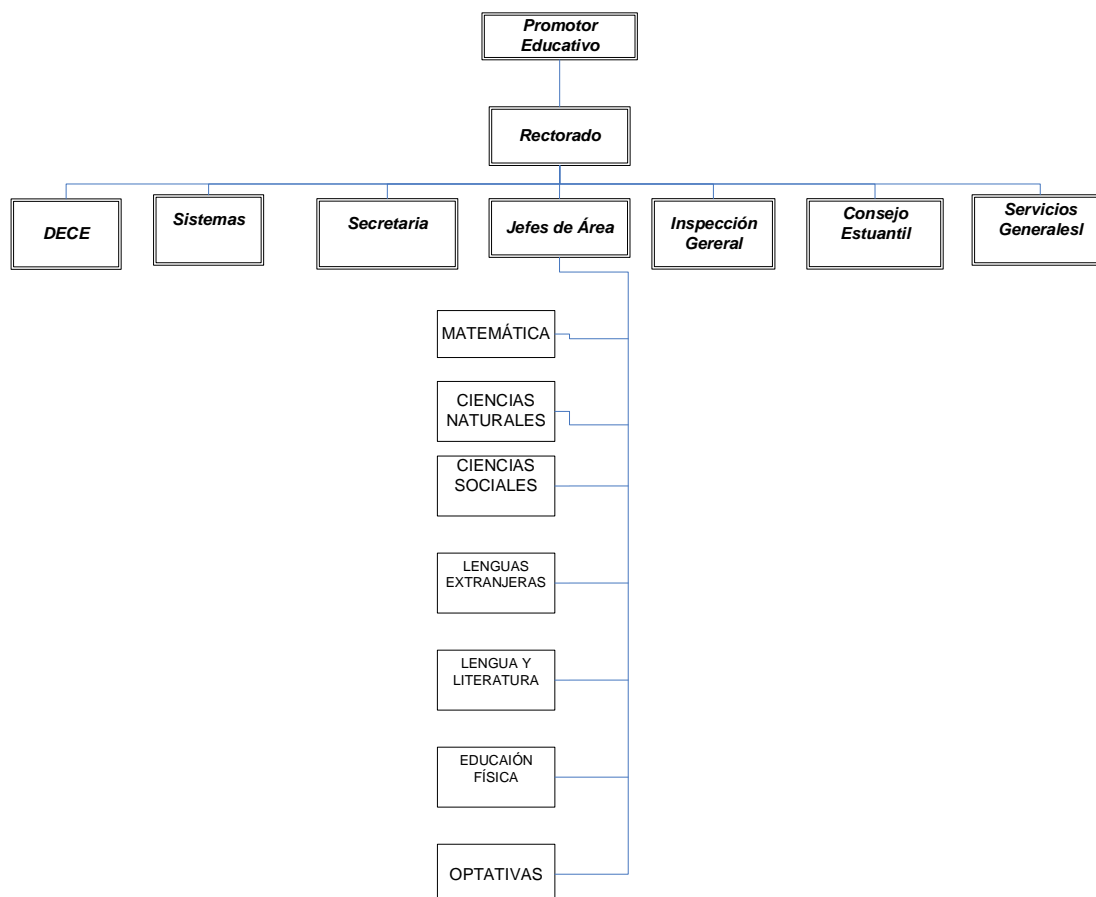 Promotor
Educativo
Rectorado
DECE
Sistemas
Secretaria
Jefes de Área
Inspección
Gereral
Consejo
Estuantil
Servicios
Generalesl
MATEMÁTICA
CIENCIAS
NATURALES
CIENCIAS
SOCIALES
LENGUAS
EXTRANJERAS
LENGUA Y
LITERATURA
EDUCAIÓN
FÍSICA
OPTATIVAS